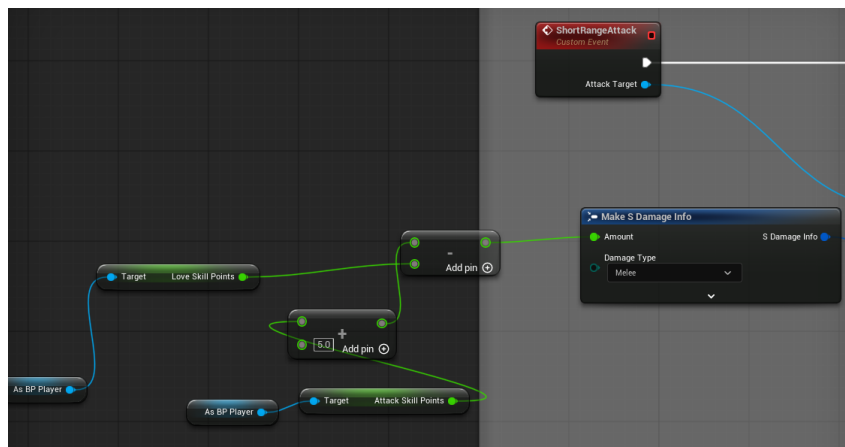 ShortRangeAttack
Custom Event
Attack Target
Make S Damage Info
Amount
S Damage Info
Damage Type
Melee
-
Add pin
Target
Love Skill Points
+
5.0
Add pin
As BP Player
As BP Player
Target
Attack Skill Points